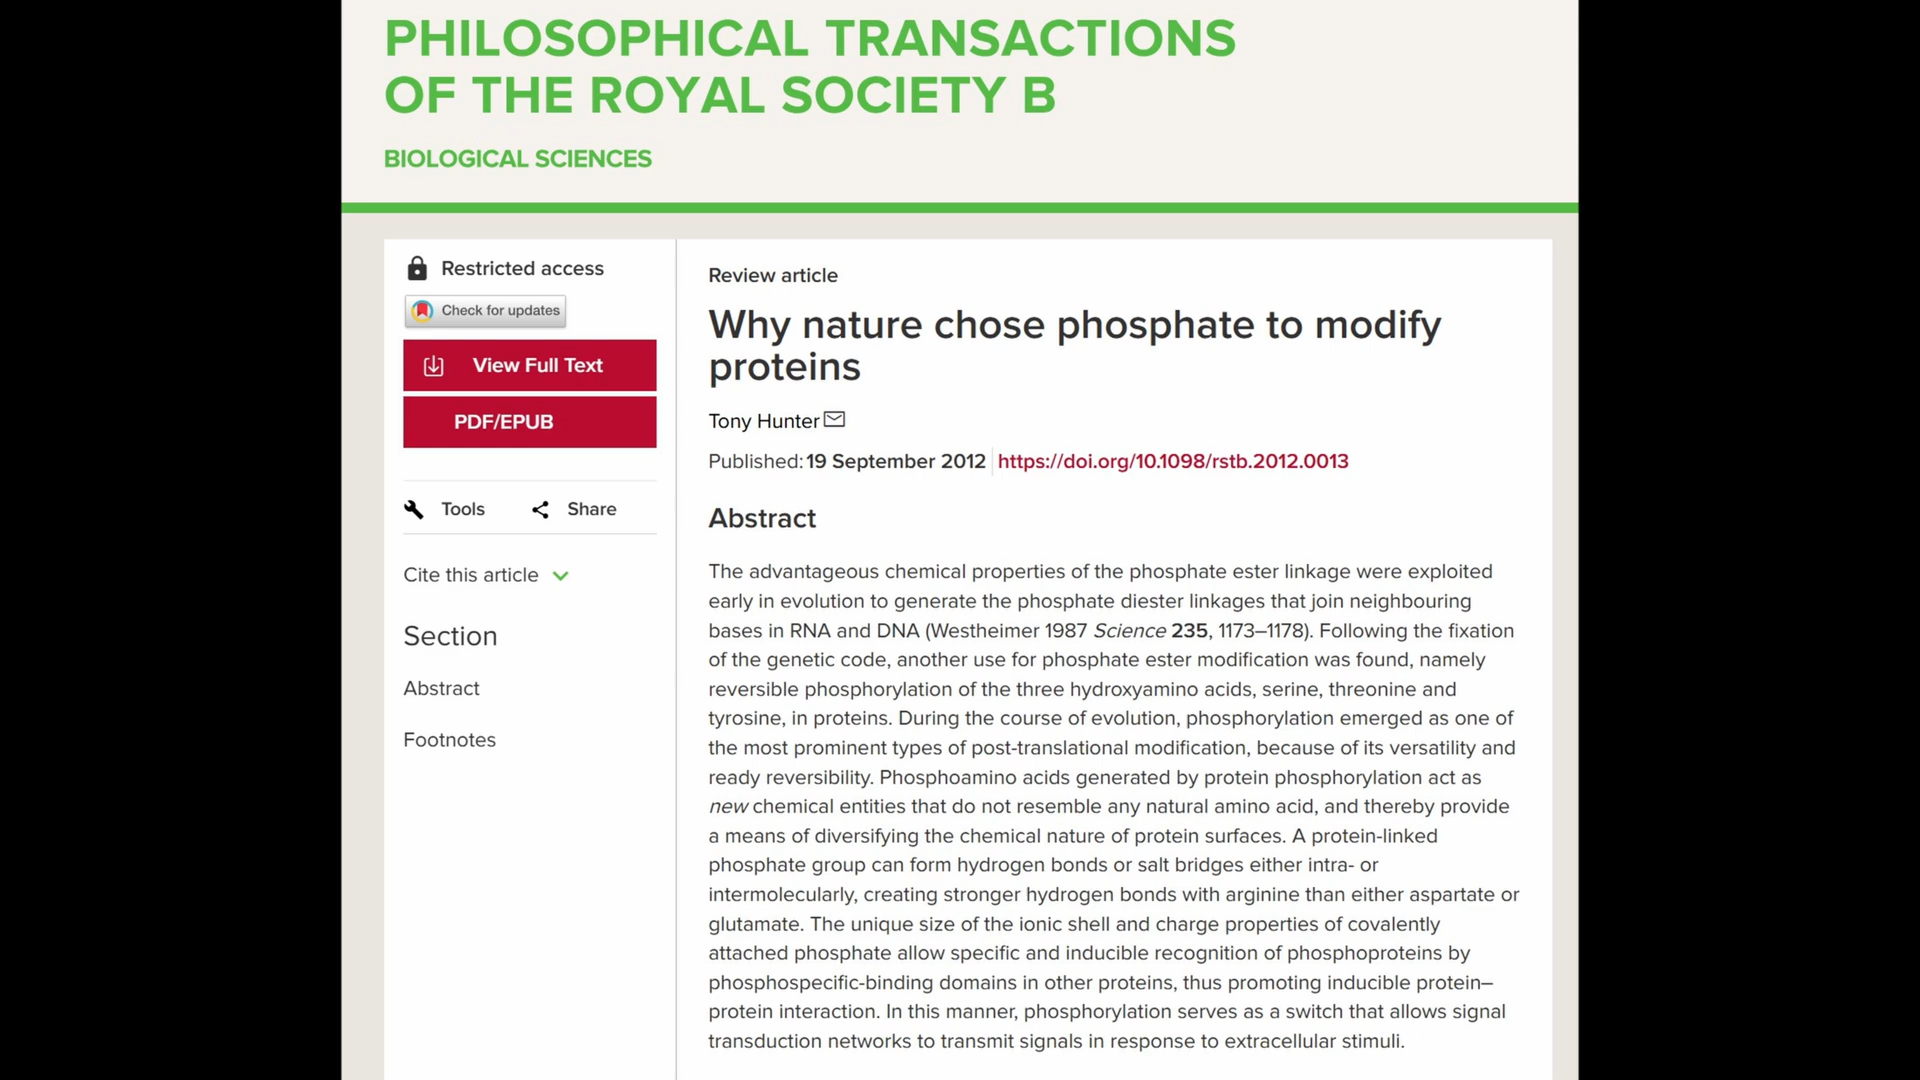 PHILOSOPHICAL TRANSACTIONS
OF THE ROYAL SOCIETY B
BIOLOGICAL SCIENCES
Restricted access
Check for updates
View Full Text
PDF/EPUB
Tools Share
Cite this article
Section
Abstract
Footnotes
Review article
Why nature chose phosphate to modify
proteins
Tony Hunter
Published: 19 September 2012 https://doi.org/10.1098/rstb.2012.0013
Abstract
The advantageous chemical properties of the phosphate ester linkage were exploited
early in evolution to generate the phosphate diester linkages that join neighbouring
bases in RNA and DNA (Westheimer 1987 Science 235, 1173–1178). Following the fixation
of the genetic code, another use for phosphate ester modification was found, namely
reversible phosphorylation of the three hydroxyamino acids, serine, threonine and
tyrosine, in proteins. During the course of evolution, phosphorylation emerged as one of
the most prominent types of post-translational modification, because of its versatility and
ready reversibility. Phosphoamino acids generated by protein phosphorylation act as
new chemical entities that do not resemble any natural amino acid, and thereby provide
a means of diversifying the chemical nature of protein surfaces. A protein-linked
phosphate group can form hydrogen bonds or salt bridges either intra- or
intermolecularly, creating stronger hydrogen bonds with arginine than either aspartate or
glutamate. The unique size of the ionic shell and charge properties of covalently
attached phosphate allow specific and inducible recognition of phosphoproteins by
phosphospecific-binding domains in other proteins, thus promoting inducible protein–
protein interaction. In this manner, phosphorylation serves as a switch that allows signal
transduction networks to transmit signals in response to extracellular stimuli.